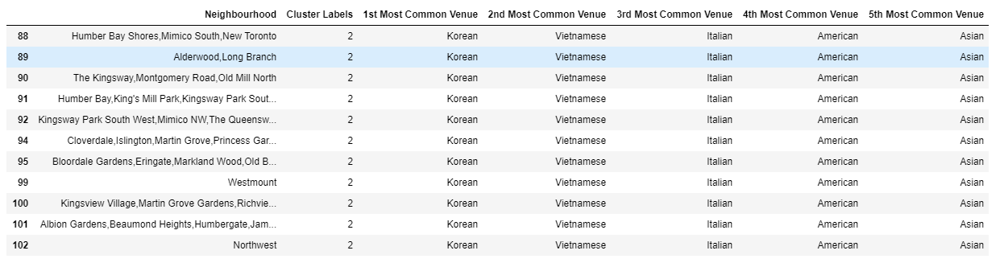 Neighbourhood Cluster Labels 1st Most Common Venue 2nd Most Common Venue 3rd Most Common Venue 4th Most Common Venue 5th Most Common Venue
88 Humber Bay Shores,Mimico South,New Toronto 2 Korean Vietnamese Italian American Asian
89 Alderwood,Long Branch 2 Korean Vietnamese Italian American Asian
90 The Kingsway,Montgomery Road,Old Mill North 2 Korean Vietnamese Italian American Asian
91 Humber Bay,King's Mill Park,Kingsway Park Sout... 2 Korean Vietnamese Italian American Asian
92 Kingsway Park South West,Mimico NW,The Queensw... 2 Korean Vietnamese Italian American Asian
94 Cloverdale,Islington,Martin Grove,Princess Gar... 2 Korean Vietnamese Italian American Asian
95 Bloordale Gardens,Eringate,Markland Wood,Old B... 2 Korean Vietnamese Italian American Asian
99 Westmount 2 Korean Vietnamese Italian American Asian
100 Kingsview Village,Martin Grove Gardens,Richvie... 2 Korean Vietnamese Italian American Asian
101 Albion Gardens,Beaumond Heights,Humbergate,Jam... 2 Korean Vietnamese Italian American Asian
102 Northwest 2 Korean Vietnamese Italian American Asian